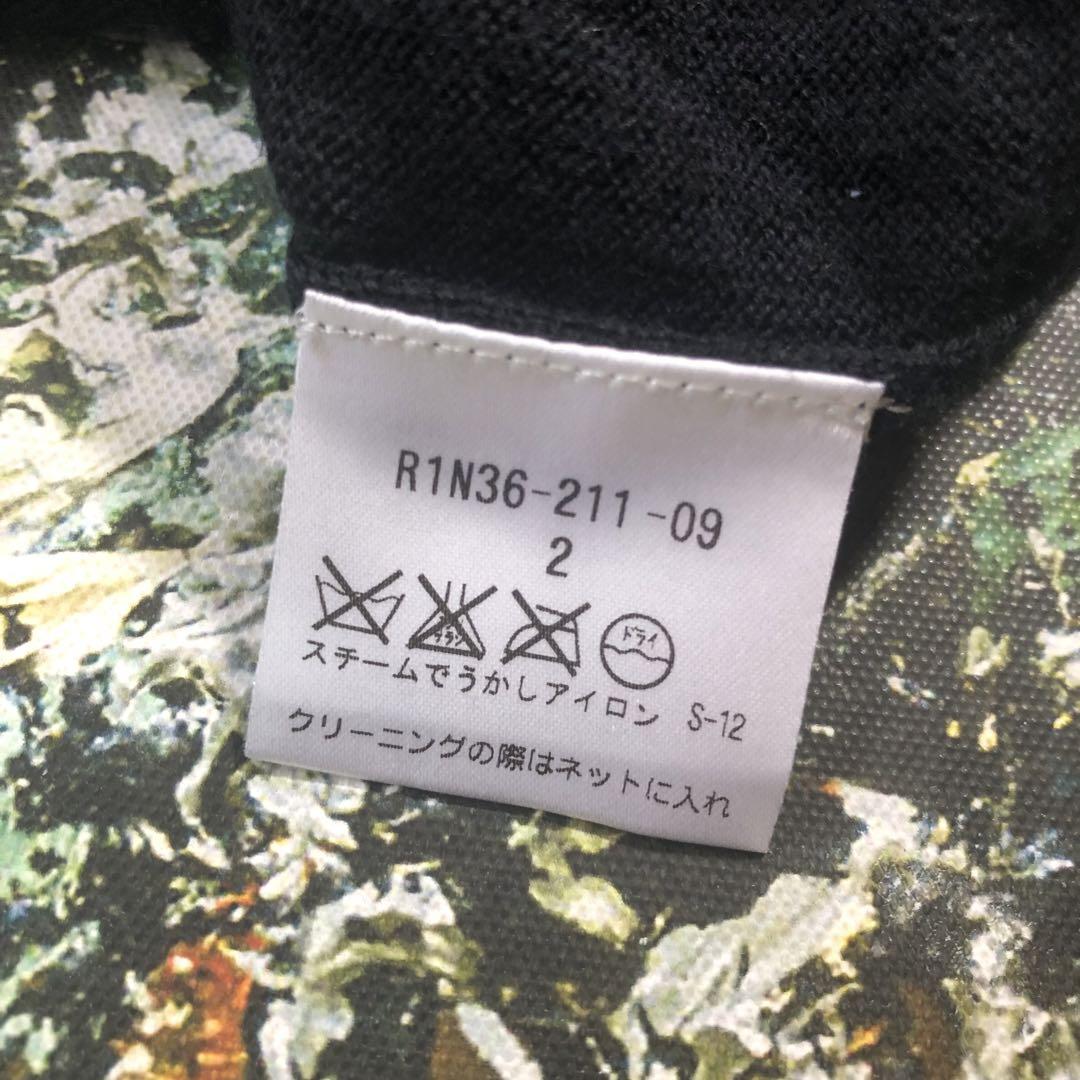 R1N36-211-09
2
ドライ
スチームでうかしアイロン S-12
クリーニングの際はネットに入れ